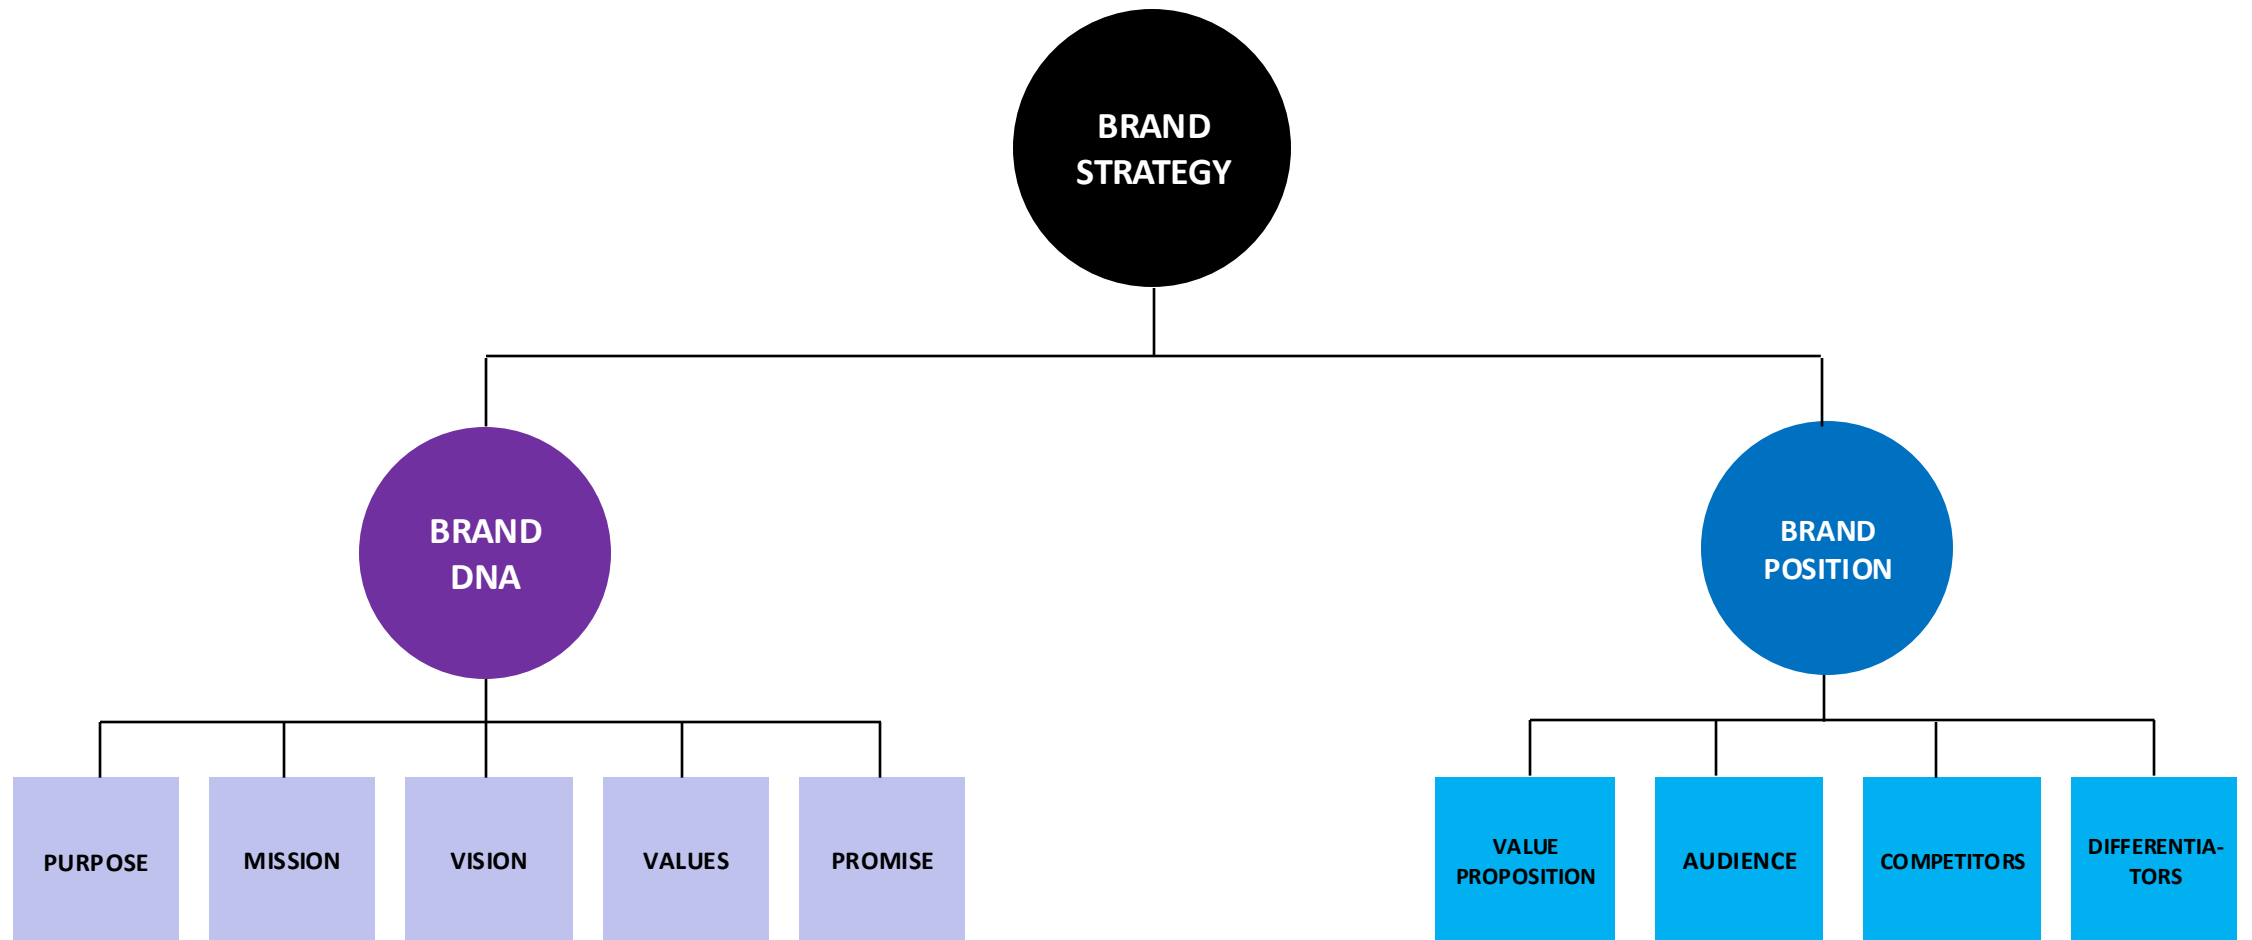 BRAND
STRATEGY
BRAND
DNA
BRAND
POSITION
PURPOSE
MISSION
VISION
VALUES
PROMISE
VALUE
PROPOSITION
AUDIENCE
COMPETITORS
DIFFERENTIA-
TORS